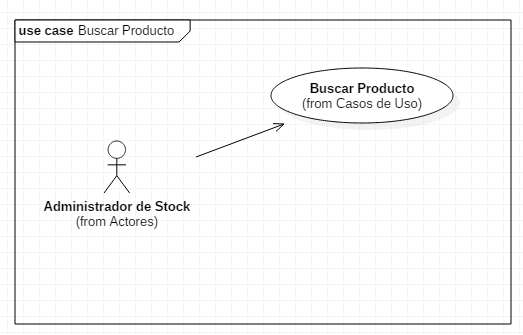 use case Buscar Producto
Buscar Producto
(from Casos de Uso)
Administrador de Stock
(from Actores)